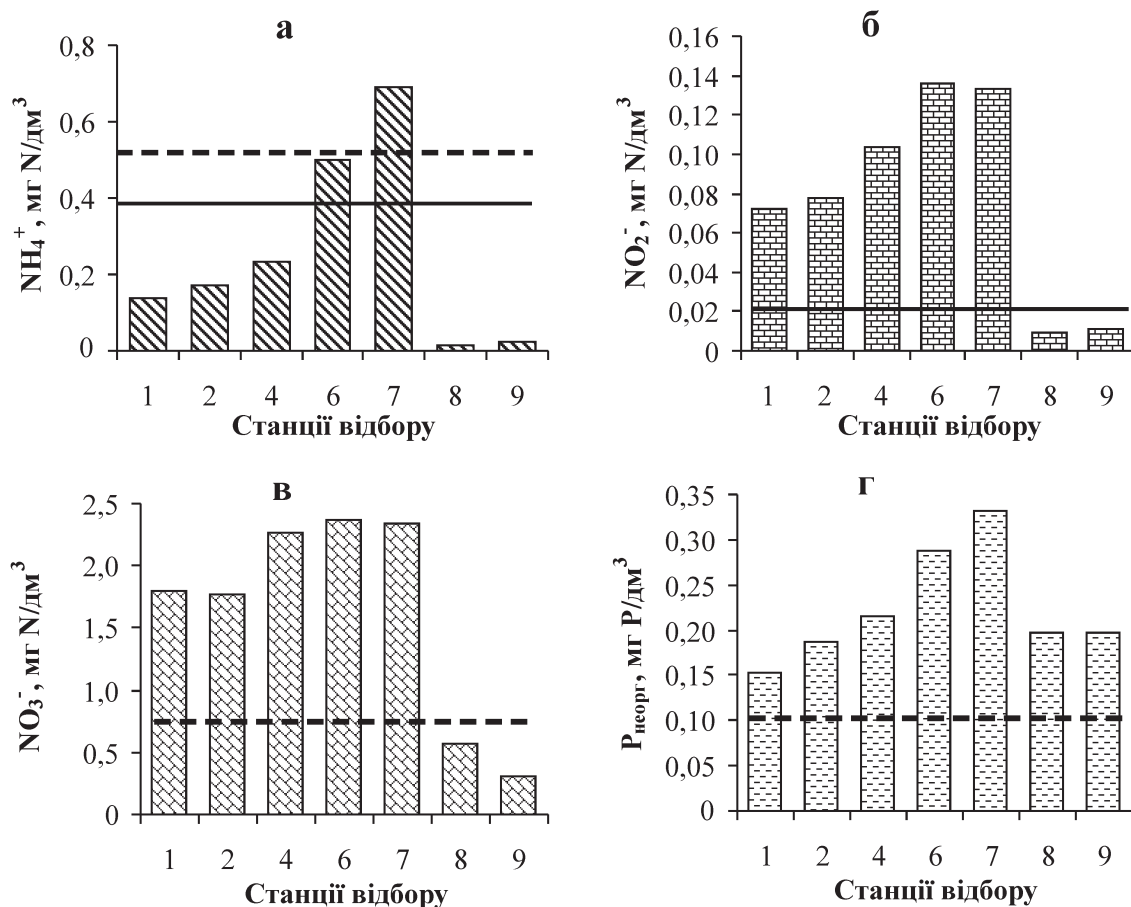 а
NH₄⁺, мг N/дм³
0,8
0,6
0,4
0,2
0
1 2 4 6 7 8 9
Станції відбору
б
NO₂⁻, мг N/дм³
0,16
0,14
0,12
0,10
0,08
0,06
0,04
0,02
0
1 2 4 6 7 8 9
Станції відбору
в
NO₃⁻, мг N/дм³
2,5
2,0
1,5
1,0
0,5
0
1 2 4 6 7 8 9
Станції відбору
г
Pнеорг, мг P/дм³
0,35
0,30
0,25
0,20
0,15
0,10
0,05
0
1 2 4 6 7 8 9
Станції відбору